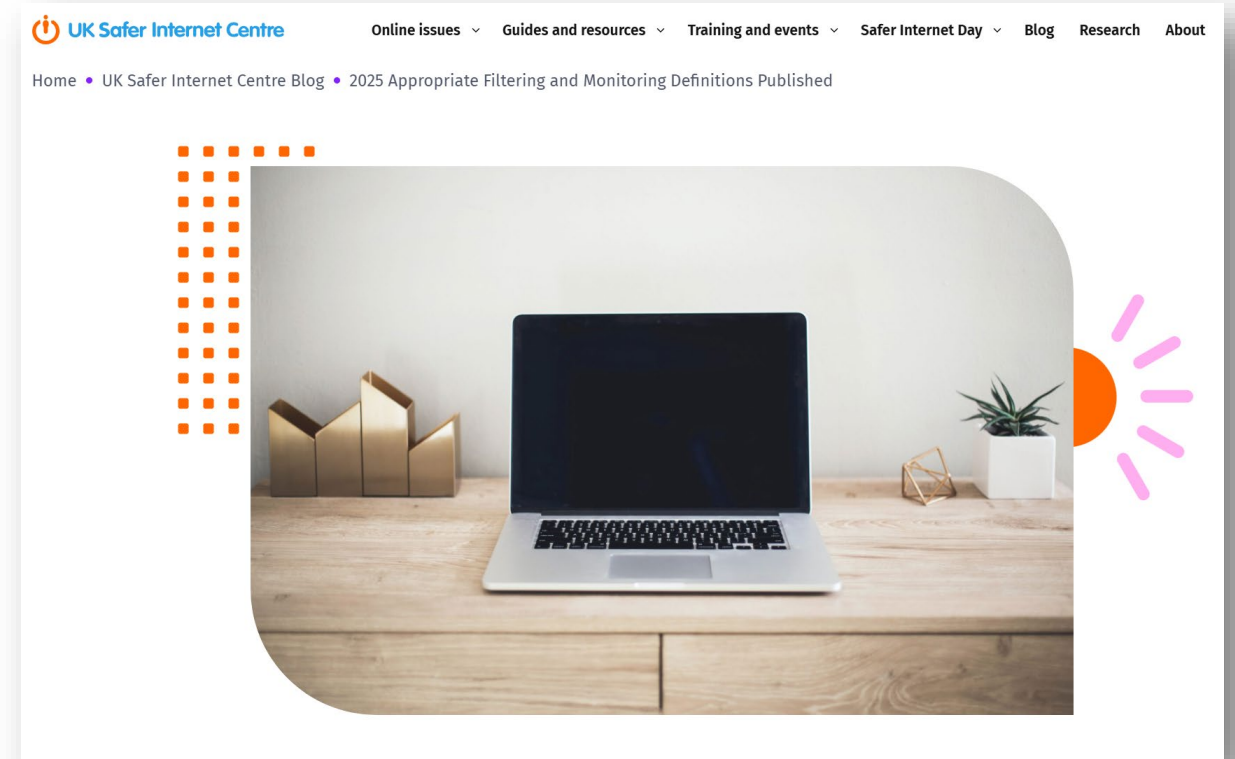 UK Safer Internet Centre Online issues Guides and resources Training and events Safer Internet Day Blog Research About
Home • UK Safer Internet Centre Blog • 2025 Appropriate Filtering and Monitoring Definitions Published